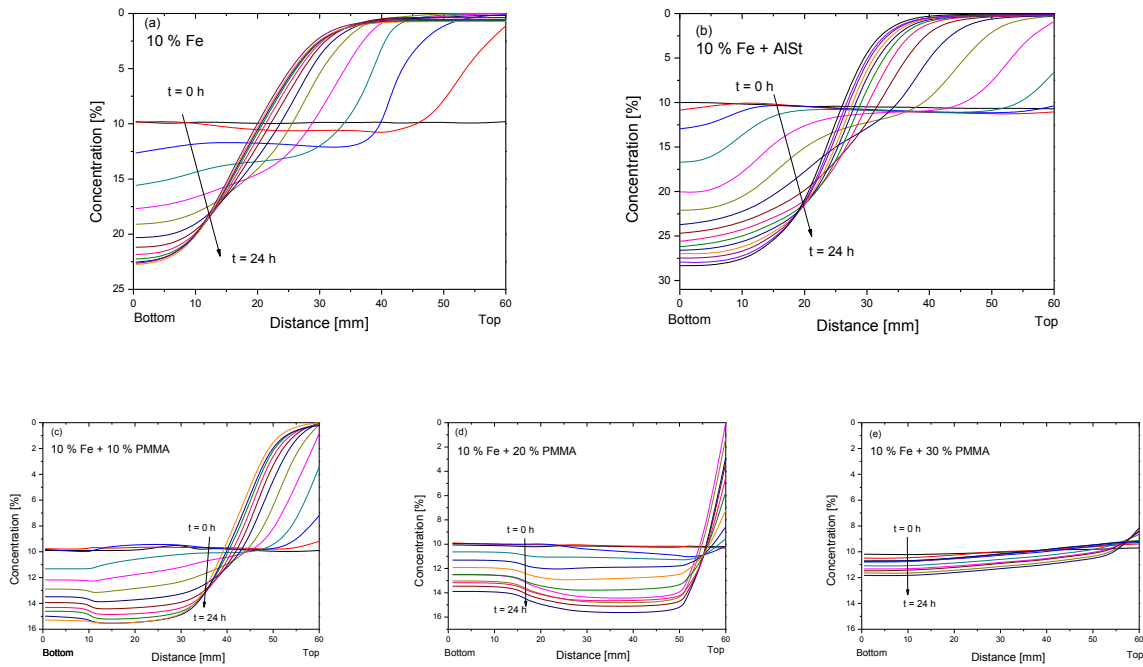 (a)
10 % Fe
t = 0 h
t = 24 h
Concentration [%]
0
5
10
15
20
25
0 10 20 30 40 50 60
Bottom Distance [mm] Top
(b)
10 % Fe + AlSt
t = 0 h
t = 24 h
Concentration [%]
0
5
10
15
20
25
30
0 10 20 30 40 50 60
Bottom Distance [mm] Top
(c)
10 % Fe + 10 % PMMA
t = 0 h
t = 24 h
Concentration [%]
0
2
4
6
8
10
12
14
16
0 10 20 30 40 50 60
Bottom Distance [mm] Top
(d)
10 % Fe + 20 % PMMA
t = 0 h
t = 24 h
Concentration [%]
0
2
4
6
8
10
12
14
16
0 10 20 30 40 50 60
Bottom Distance [mm] Top
(e)
10 % Fe + 30 % PMMA
t = 0 h
t = 24 h
Concentration [%]
0
2
4
6
8
10
12
14
16
0 10 20 30 40 50 60
Bottom Distance [mm] Top